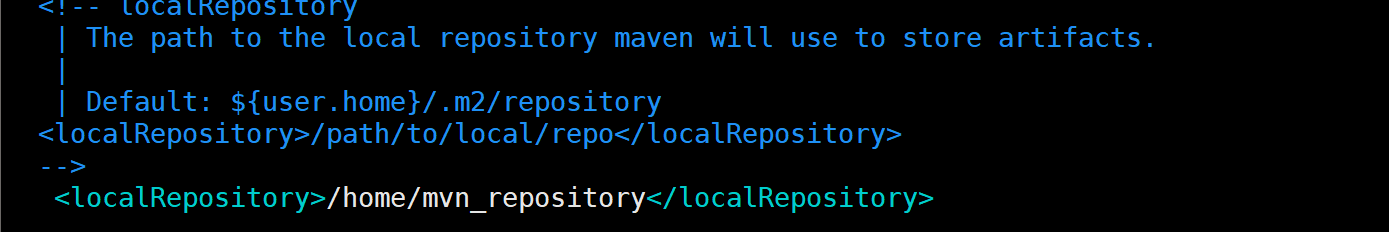 <!-- localRepository
| The path to the local repository maven will use to store artifacts.
|
| Default: ${user.home}/.m2/repository
<localRepository>/path/to/local/repo</localRepository>
-->
<localRepository>/home/mvn_repository</localRepository>